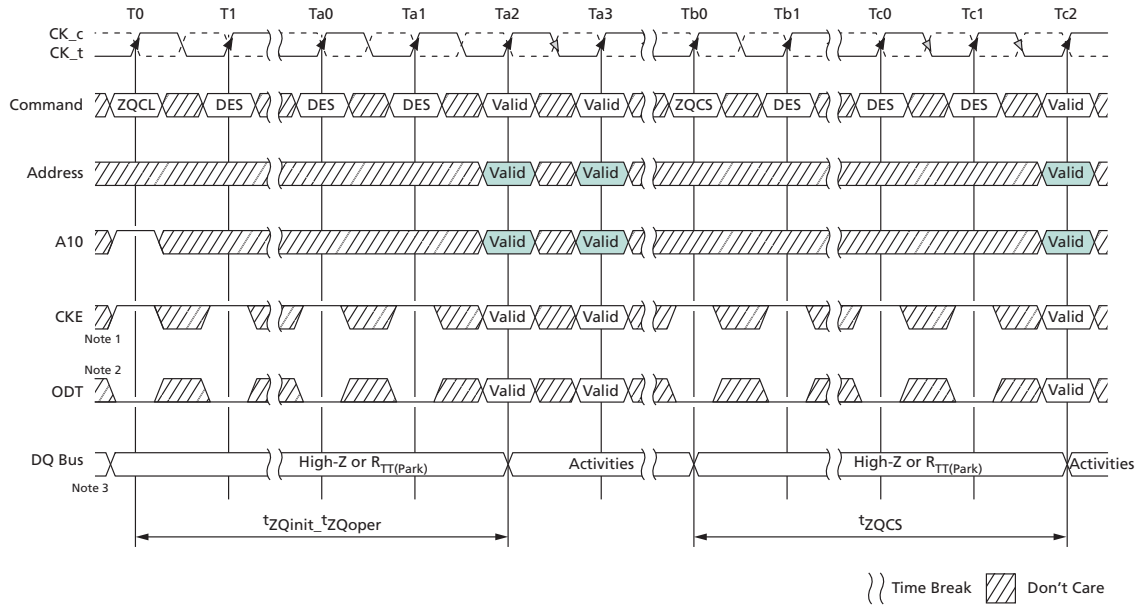 T0 T1 Ta0 Ta1 Ta2 Ta3 Tb0 Tb1 Tc0 Tc1 Tc2
CK_c
CK_t
Command ZQCL DES DES DES Valid Valid ZQCS DES DES DES Valid
Address Valid Valid Valid
A10 Valid Valid Valid
CKE Valid Valid Valid
Note 1
Note 2
ODT Valid Valid Valid
DQ Bus High-Z or RTT(Park) Activities High-Z or RTT(Park) Activities
Note 3
tZQinit_tZQoper tZQCS
Time Break Don't Care